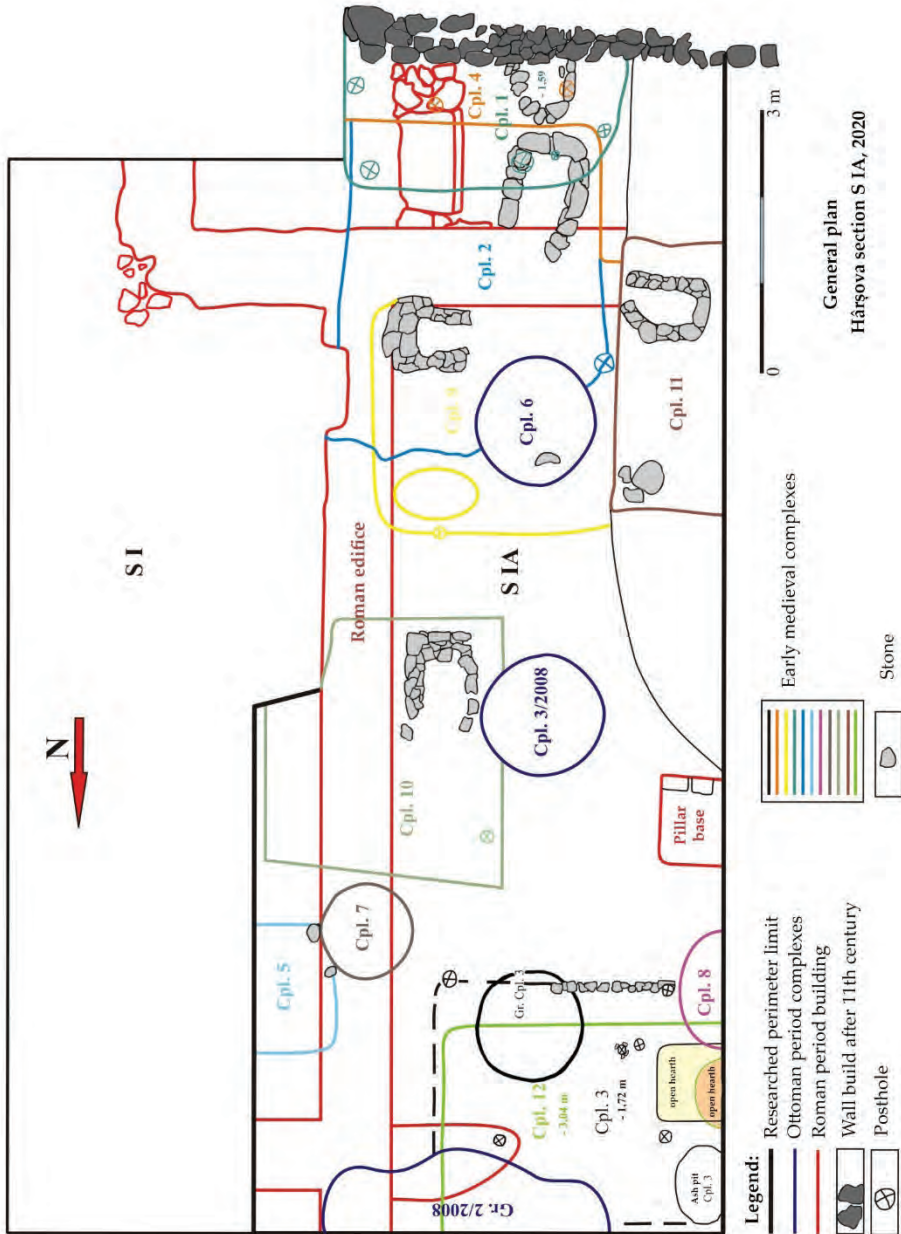 S I
N
Roman edifice
S IA
Cpl. 4
Cpl. 1
- 1,59
Cpl. 2
Cpl. 9
Cpl. 6
Cpl. 11
Cpl. 3/2008
Cpl. 10
Pillar
base
Cpl. 7
Cpl. 5
Gr. Cpl. 3
Cpl. 8
Cpl. 12
- 3,04 m
Cpl. 3
-1,72 m
open hearth
open hearth
Ash pit
Cpl. 3
Gr. 2/2008
0
3 m
General plan
Hârșova section S IA, 2020
Legend:
Researched perimeter limit
Ottoman period complexes
Roman period building
Wall build after 11th century
Posthole
Early medieval complexes
Stone